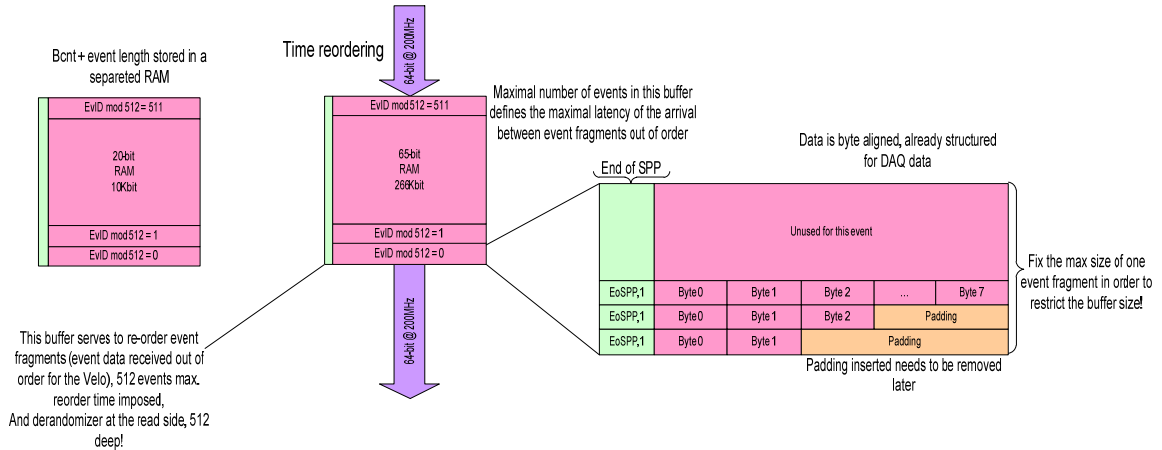 Bcnt + event length stored in a
separeted RAM
EvID mod 512 = 511
20-bit
RAM
10Kbit
EvID mod 512 = 1
EvID mod 512 = 0
This buffer serves to re-order event
fragments (event data received out of
order for the Velo), 512 events max.
reorder time imposed,
And derandomizer at the read side, 512
deep!
Time reordering
64-bit @ 200MHz
EvID mod 512 = 511
65-bit
RAM
266Kbit
EvID mod 512 = 1
EvID mod 512 = 0
64-bit @ 200MHz
Maximal number of events in this buffer
defines the maximal latency of the arrival
between event fragments out of order
Data is byte aligned, already structured
for DAQ data
End of SPP
Unused for this event
EoSPP,1 Byte 0 Byte 1 Byte 2 ... Byte 7
EoSPP,1 Byte 0 Byte 1 Byte 2 Padding
EoSPP,1 Byte 0 Byte 1 Padding
Padding inserted needs to be removed
later
Fix the max size of one
event fragment in order to
restrict the buffer size!